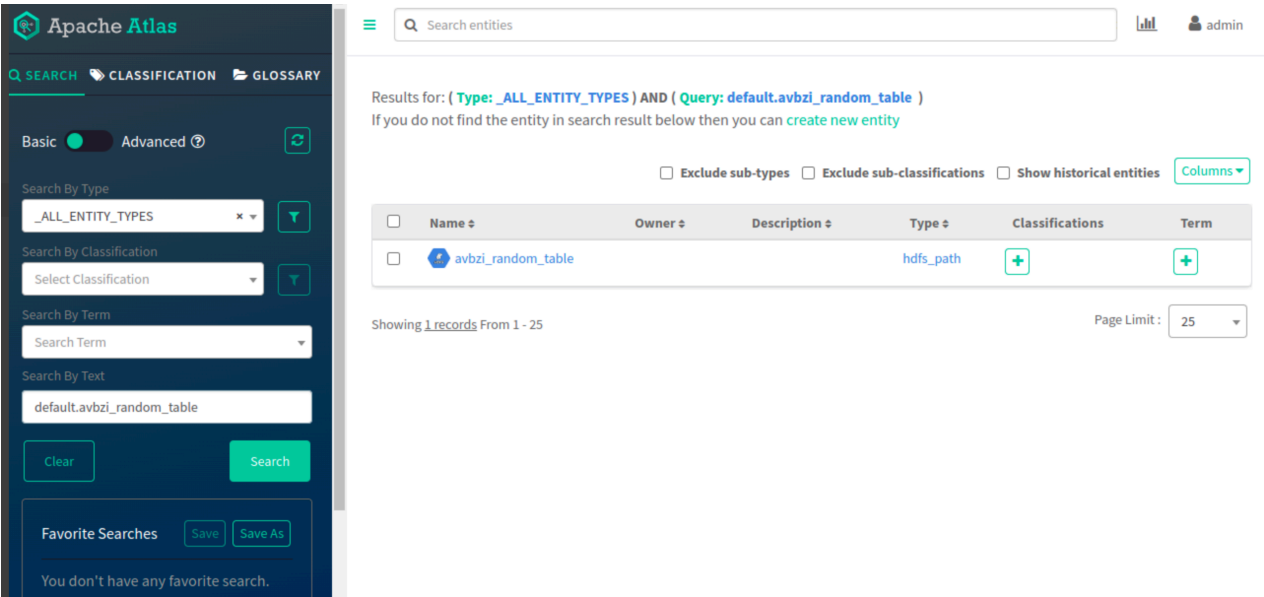 Apache Atlas
SEARCH CLASSIFICATION GLOSSARY
Basic Advanced
Search By Type
_ALL_ENTITY_TYPES ×
Search By Classification
Select Classification
Search By Term
Search Term
Search By Text
default.avbzi_random_table
Clear Search
Favorite Searches Save Save As
You don't have any favorite search.
Search entities admin
Results for: ( Type: _ALL_ENTITY_TYPES ) AND ( Query: default.avbzi_random_table )
If you do not find the entity in search result below then you can create new entity
Exclude sub-types Exclude sub-classifications Show historical entities Columns
Name Owner Description Type Classifications Term
avbzi_random_table hdfs_path + +
Showing 1 records From 1 - 25 Page Limit : 25